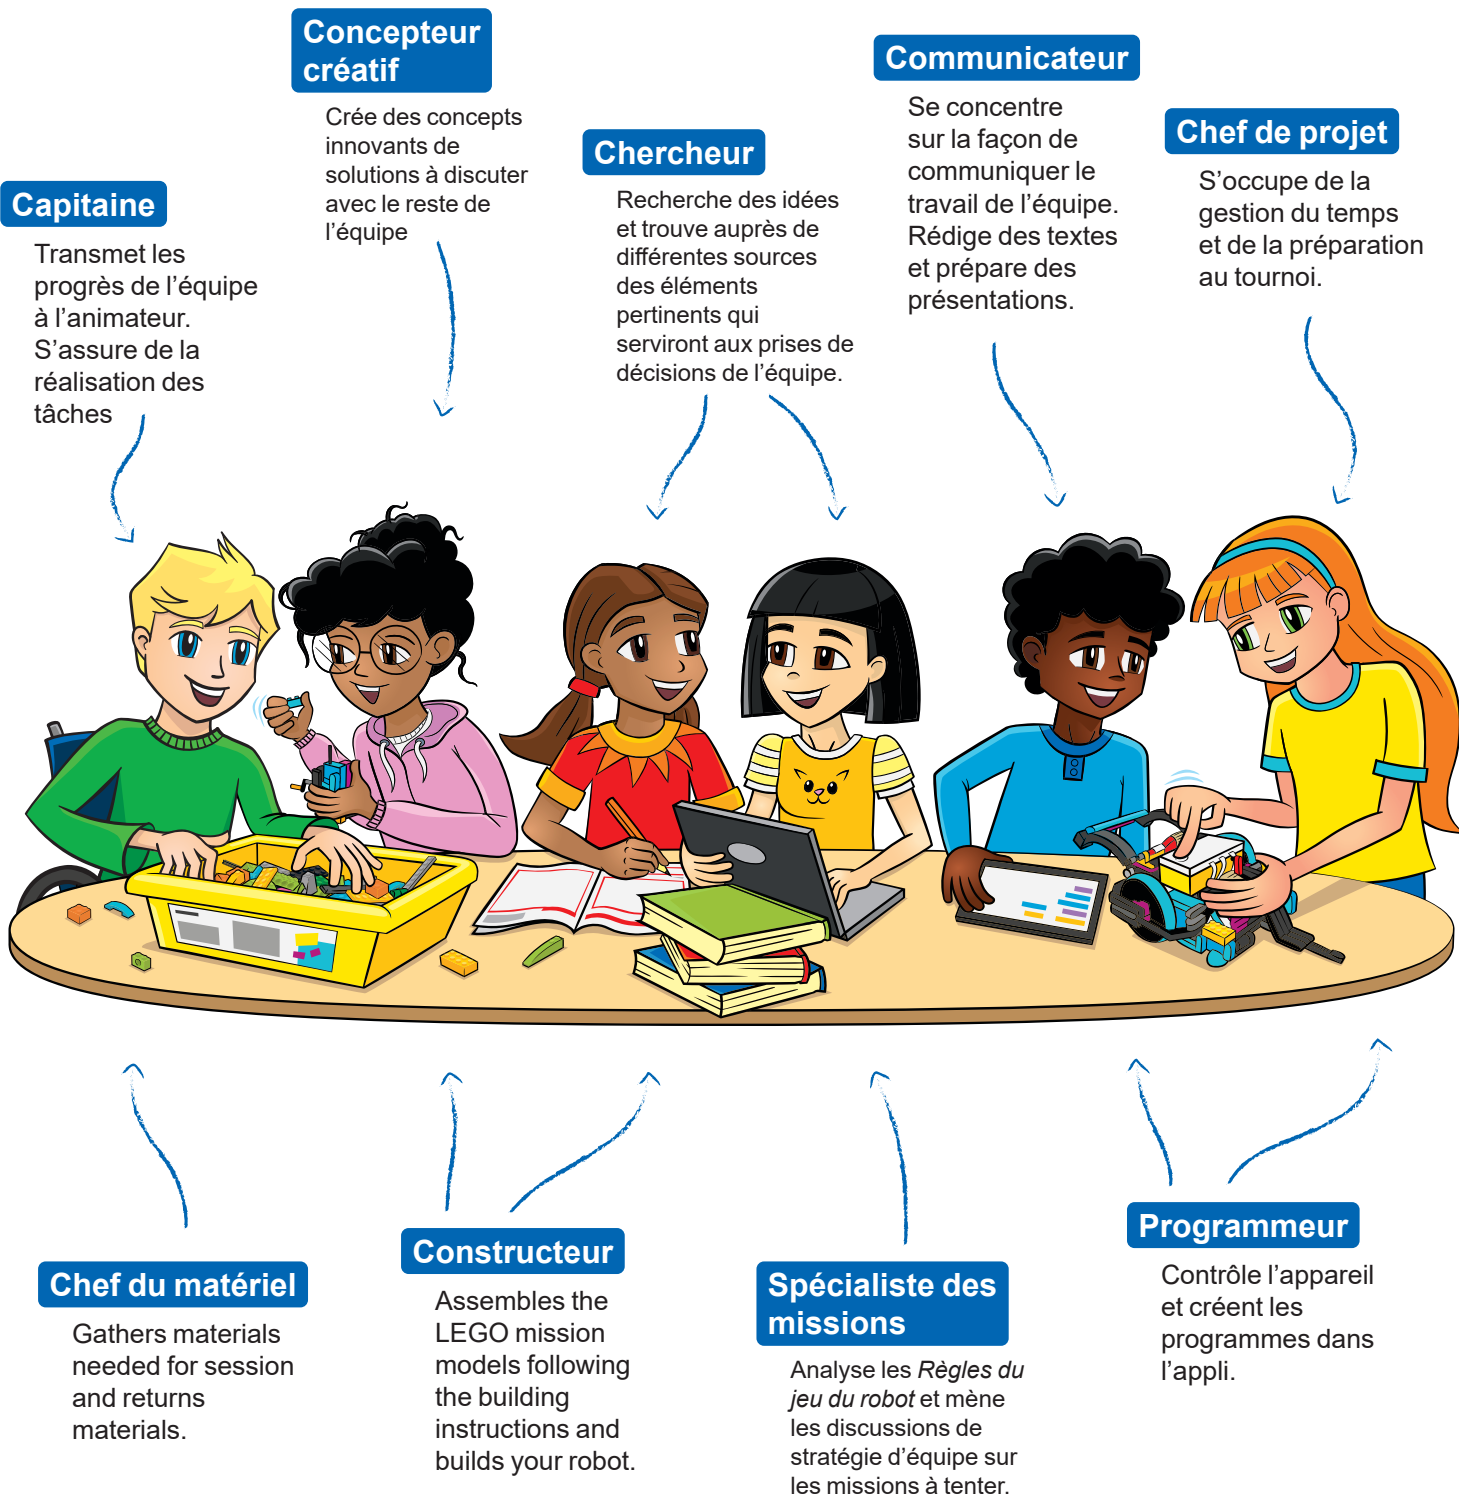 Concepteur
créatif
Crée des concepts
innovants de
solutions à discuter
avec le reste de
l’équipe
Communicateur
Se concentre
sur la façon de
communiquer le
travail de l’équipe.
Rédige des textes
et prépare des
présentations.
Chef de projet
S’occupe de la
gestion du temps
et de la préparation
au tournoi.
Chercheur
Recherche des idées
et trouve auprès de
différentes sources
des éléments
pertinents qui
serviront aux prises de
décisions de l’équipe.
Capitaine
Transmet les
progrès de l’équipe
à l’animateur.
S’assure de la
réalisation des
tâches
Chef du matériel
Gathers materials
needed for session
and returns
materials.
Constructeur
Assembles the
LEGO mission
models following
the building
instructions and
builds your robot.
Spécialiste des
missions
Analyse les Règles du
jeu du robot et mène
les discussions de
stratégie d’équipe sur
les missions à tenter.
Programmeur
Contrôle l’appareil
et créent les
programmes dans
l’appli.